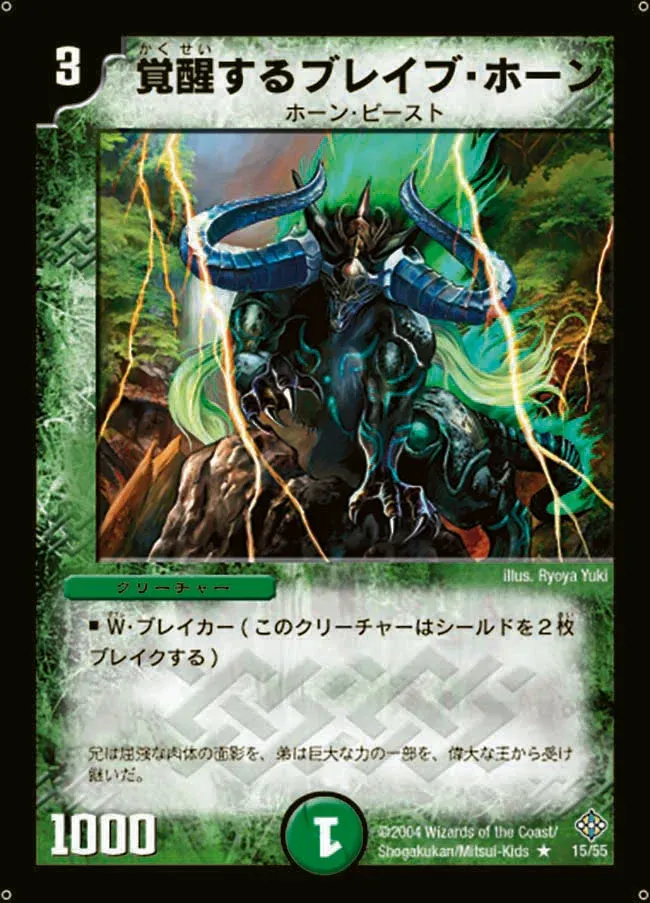 3
かくせい
覚醒するブレイブ・ホーン
ホーン・ビースト
illus. Ryoya Yuki
クリーチャー
■ W・ブレイカー ( このクリーチャーはシールドを2枚
ブレイクする )
兄は屈強な肉体の面影を、弟は巨大な力の一部を、偉大な王から受け
継いだ。
1000
1
©2004 Wizards of the Coast/
Shogakukan/Mitsui-Kids ★ 15/55